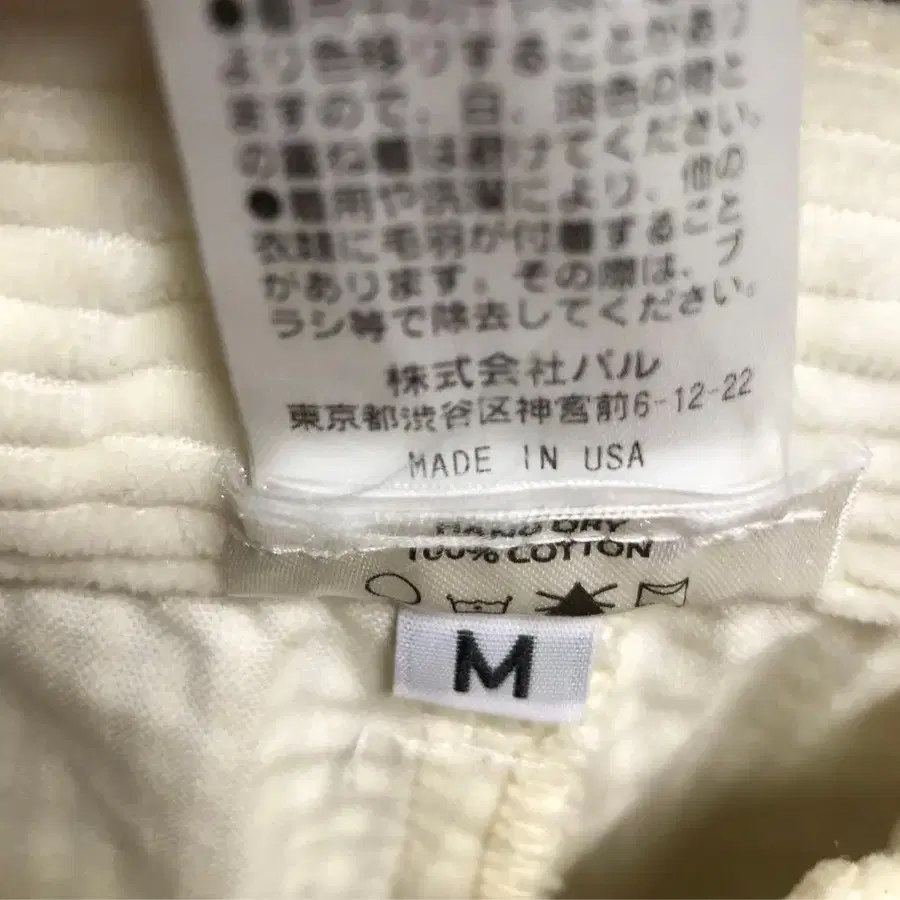 より色移りすることがあり
ますので、白、淡色の物と
の重ね着は避けてください。
●着用や洗濯により、他の
衣類に毛羽が付着するこ
とがあります。その際は、ブ
ラシ等で除去してください。
株式会社パル
東京都渋谷区神宮前6-12-22
MADE IN USA
HAND DRY
100% COTTON
M